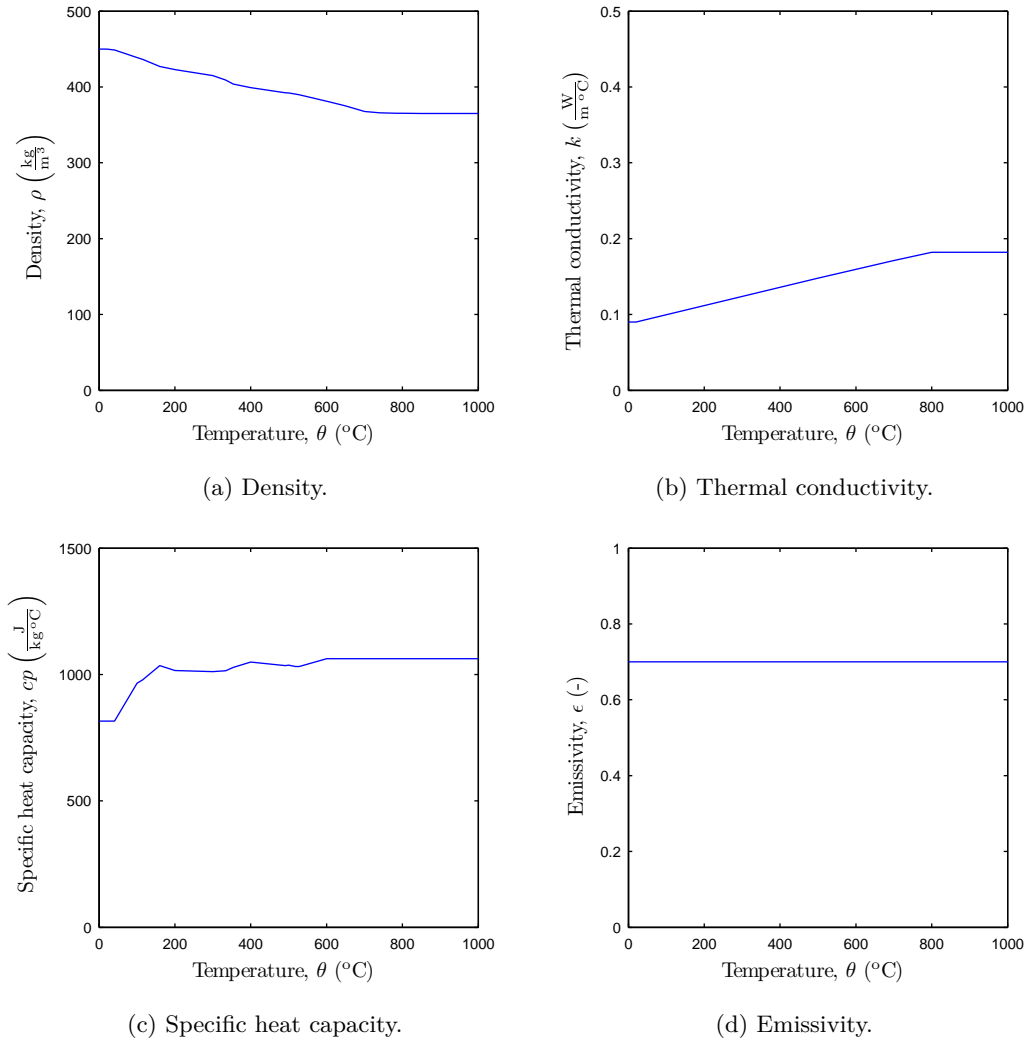 500
400
300
200
100
0
0 200 400 600 800 1000
Density, ρ (kg/m³)
Temperature, θ (°C)
(a) Density.
0.5
0.4
0.3
0.2
0.1
0
0 200 400 600 800 1000
Thermal conductivity, k (W/m °C)
Temperature, θ (°C)
(b) Thermal conductivity.
1500
1000
500
0
0 200 400 600 800 1000
Specific heat capacity, cp (J/kg °C)
Temperature, θ (°C)
(c) Specific heat capacity.
1
0.8
0.6
0.4
0.2
0
0 200 400 600 800 1000
Emissivity, ϵ (-)
Temperature, θ (°C)
(d) Emissivity.